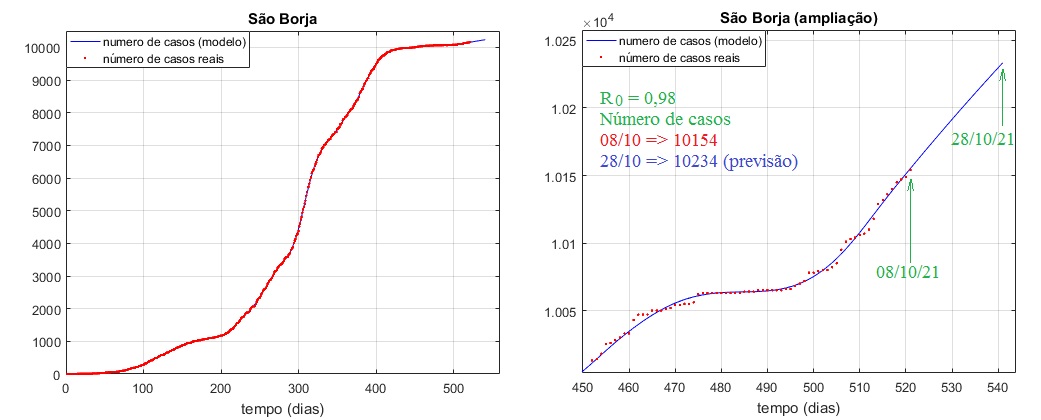 São Borja
numero de casos (modelo)
número de casos reais
10000
9000
8000
7000
6000
5000
4000
3000
2000
1000
0
0 100 200 300 400 500
tempo (dias)
São Borja (ampliação)
×10⁴
numero de casos (modelo)
número de casos reais
1.025
1.02
1.015
1.01
1.005
R₀ = 0,98
Número de casos
08/10 => 10154
28/10 => 10234 (previsão)
28/10/21
08/10/21
450 460 470 480 490 500 510 520 530 540
tempo (dias)